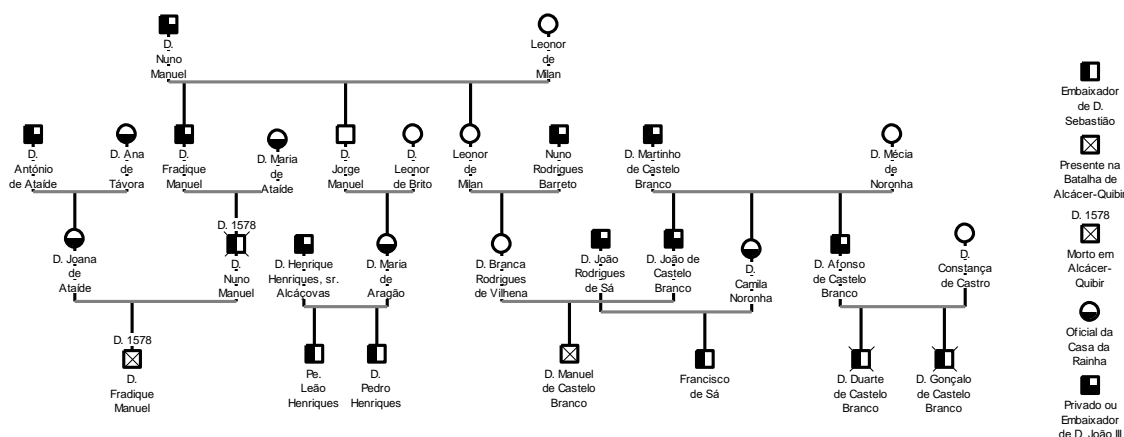 D.
Nuno
Manuel
Leonor
de
Milan
D.
António
de Ataíde
D. Ana
de
Távora
D.
Fradique
Manuel
D. Maria
de
Ataíde
D.
Jorge
Manuel
D.
Leonor
de Brito
Leonor
de
Milan
Nuno
Rodrigues
Barreto
D. Martinho
de Castelo
Branco
D. Mécia
de
Noronha
D. Joana
de
Ataíde
D. 1578
D.
Nuno
Manuel
D. Henrique
Henriques, sr.
Alcáçovas
D. Maria
de
Aragão
D. Branca
Rodrigues
de Vilhena
D. João
Rodrigues
de Sá
D. João de
Castelo
Branco
D.
Camila
Noronha
D. Afonso
de Castelo
Branco
D.
Constança
de Castro
D. 1578
D.
Fradique
Manuel
Pe.
Leão
Henriques
D.
Pedro
Henriques
D. Manuel
de Castelo
Branco
Francisco
de Sá
D. Duarte
de Castelo
Branco
D. Gonçalo
de Castelo
Branco
Embaixador
de D.
Sebastião
Presente na
Batalha de
Alcácer-Quibir
D. 1578
Morto em
Alcácer-
Quibir
Oficial da
Casa da
Rainha
Privado ou
Embaixador
de D. João III